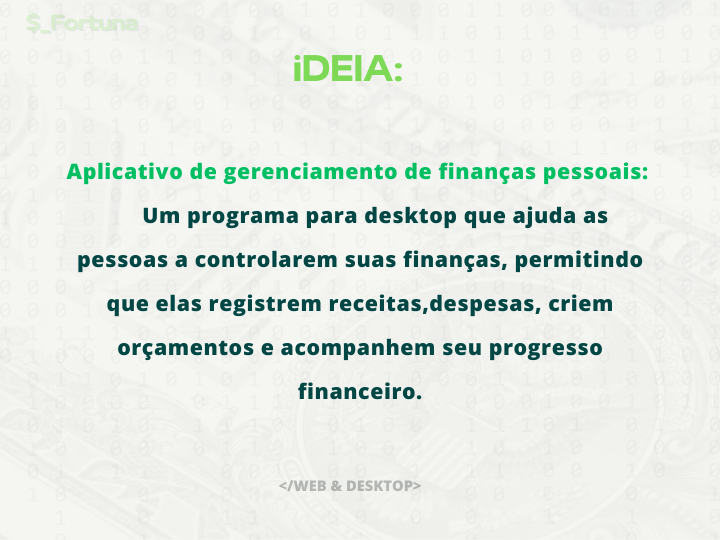 $_Fortuna
iDEIA:
Aplicativo de gerenciamento de finanças pessoais:
Um programa para desktop que ajuda as
pessoas a controlarem suas finanças, permitindo
que elas registrem receitas,despesas, criem
orçamentos e acompanhem seu progresso
financeiro.
</WEB & DESKTOP>